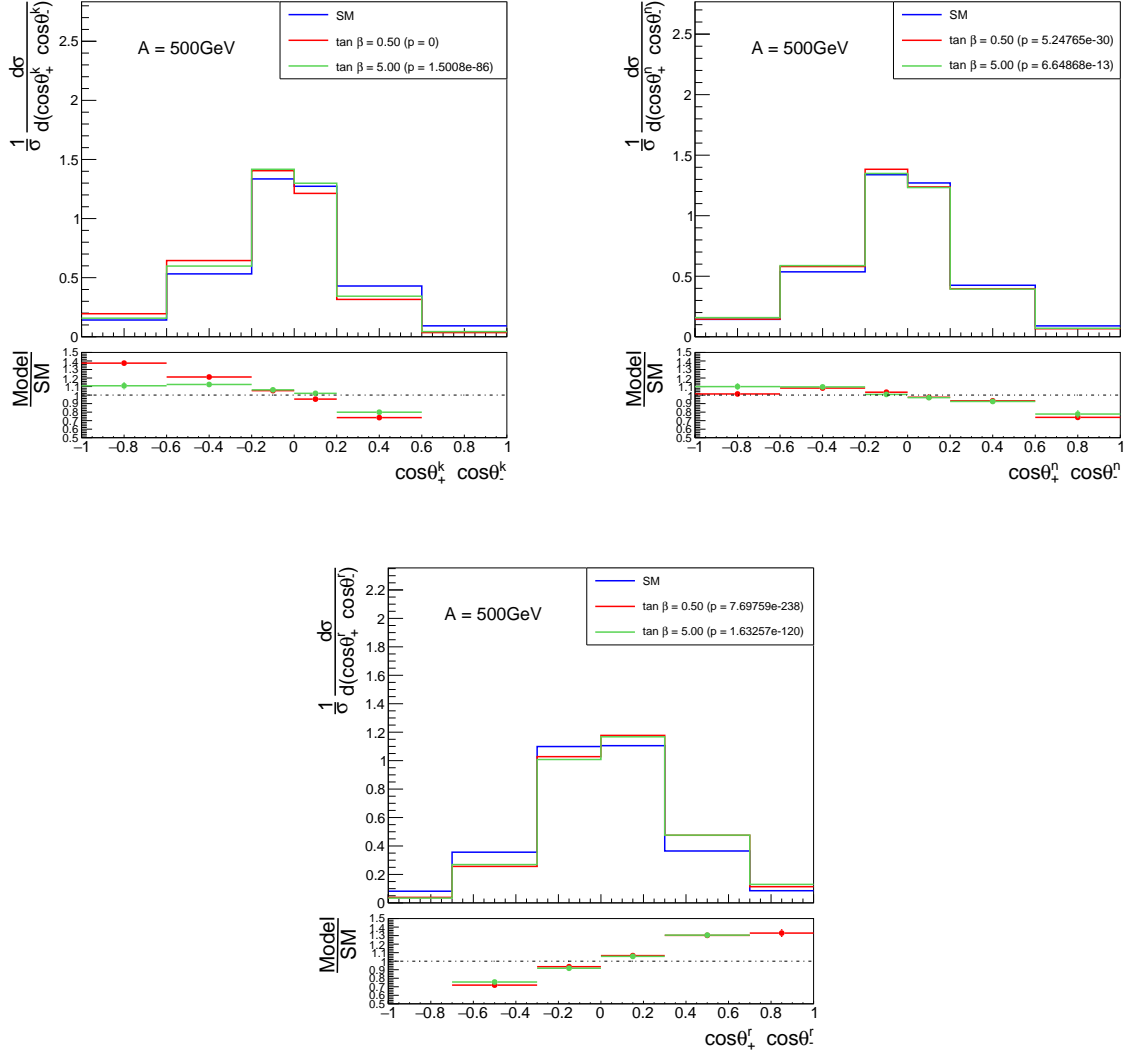 1/σ dσ/d(cosθ₊ᵏ cosθ₋ᵏ)
A = 500GeV
SM
tan β = 0.50 (p = 0)
tan β = 5.00 (p = 1.5008e-86)
2.5
2
1.5
1
0.5
0
Model/SM
1.5
1.4
1.3
1.2
1.1
1
0.9
0.8
0.7
0.6
0.5
−1 −0.8 −0.6 −0.4 −0.2 0 0.2 0.4 0.6 0.8 1
cosθ₊ᵏ cosθ₋ᵏ
1/σ dσ/d(cosθ₊ⁿ cosθ₋ⁿ)
A = 500GeV
SM
tan β = 0.50 (p = 5.24765e-30)
tan β = 5.00 (p = 6.64868e-13)
2.5
2
1.5
1
0.5
0
Model/SM
1.5
1.4
1.3
1.2
1.1
1
0.9
0.8
0.7
0.6
0.5
−1 −0.8 −0.6 −0.4 −0.2 0 0.2 0.4 0.6 0.8 1
cosθ₊ⁿ cosθ₋ⁿ
1/σ dσ/d(cosθ₊ʳ cosθ₋ʳ)
A = 500GeV
SM
tan β = 0.50 (p = 7.69759e-238)
tan β = 5.00 (p = 1.63257e-120)
2.2
2
1.8
1.6
1.4
1.2
1
0.8
0.6
0.4
0.2
0
Model/SM
1.5
1.4
1.3
1.2
1.1
1
0.9
0.8
0.7
0.6
0.5
−1 −0.8 −0.6 −0.4 −0.2 0 0.2 0.4 0.6 0.8 1
cosθ₊ʳ cosθ₋ʳ